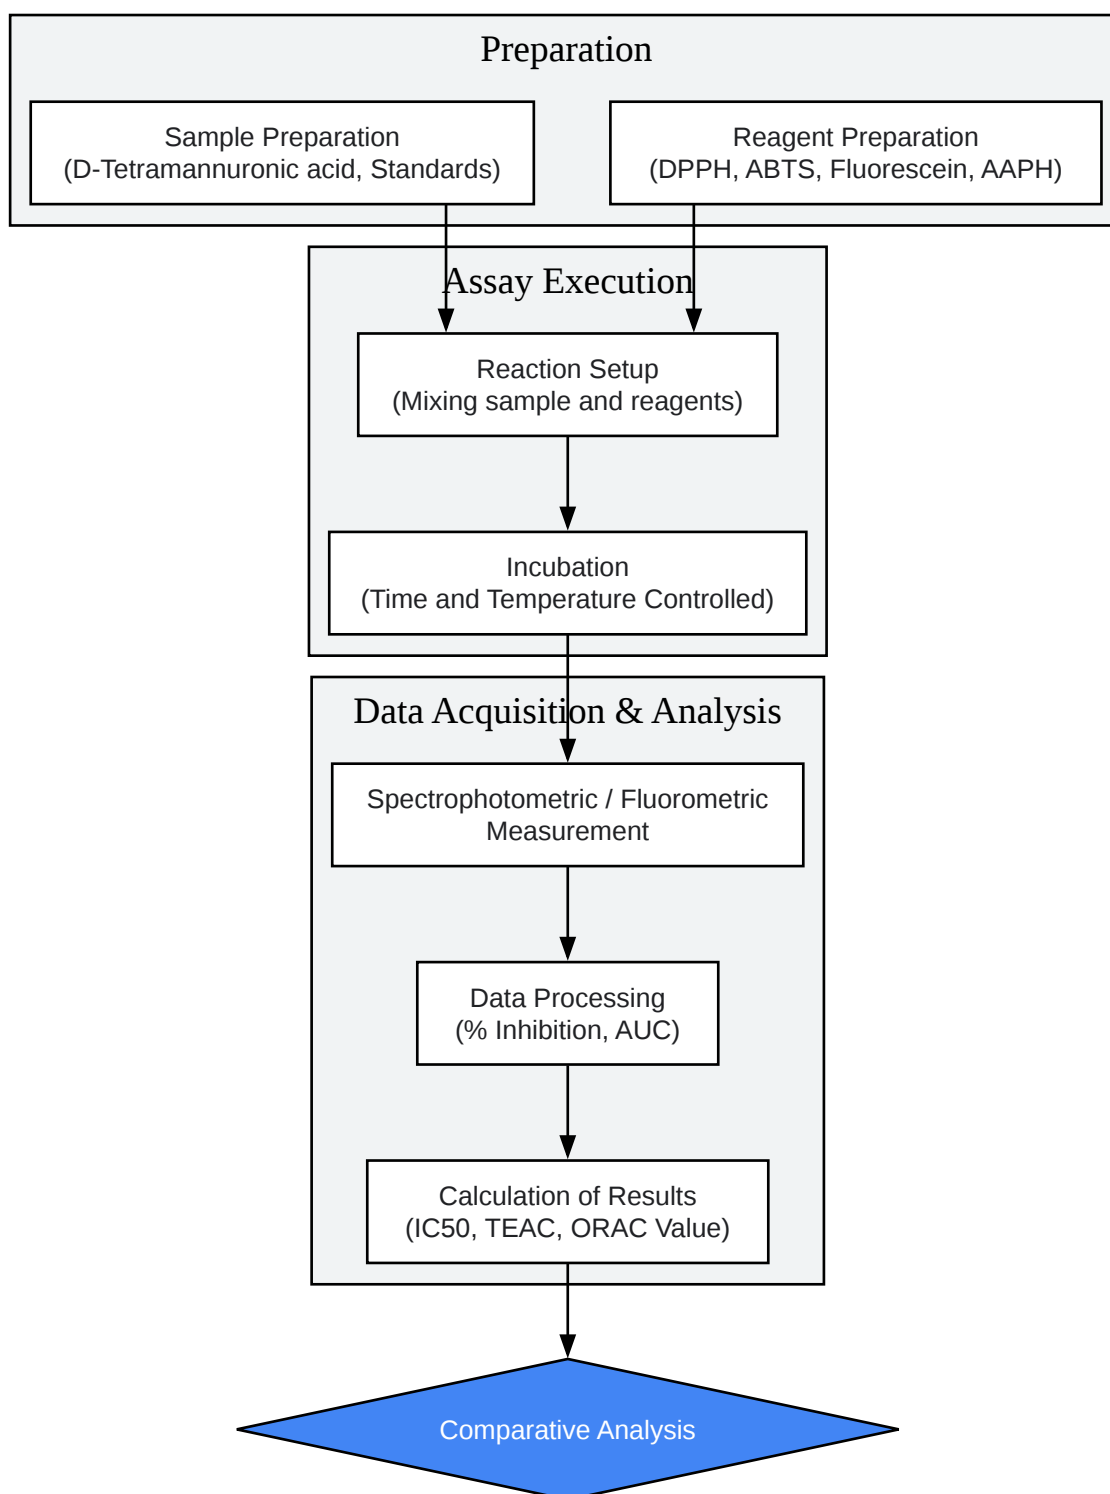 Preparation
Sample Preparation
(D-Tetramannuronic acid, Standards)
Reagent Preparation
(DPPH, ABTS, Fluorescein, AAPH)
Assay Execution
Reaction Setup
(Mixing sample and reagents)
Incubation
(Time and Temperature Controlled)
Data Acquisition & Analysis
Spectrophotometric / Fluorometric
Measurement
Data Processing
(% Inhibition, AUC)
Calculation of Results
(IC50, TEAC, ORAC Value)
Comparative Analysis